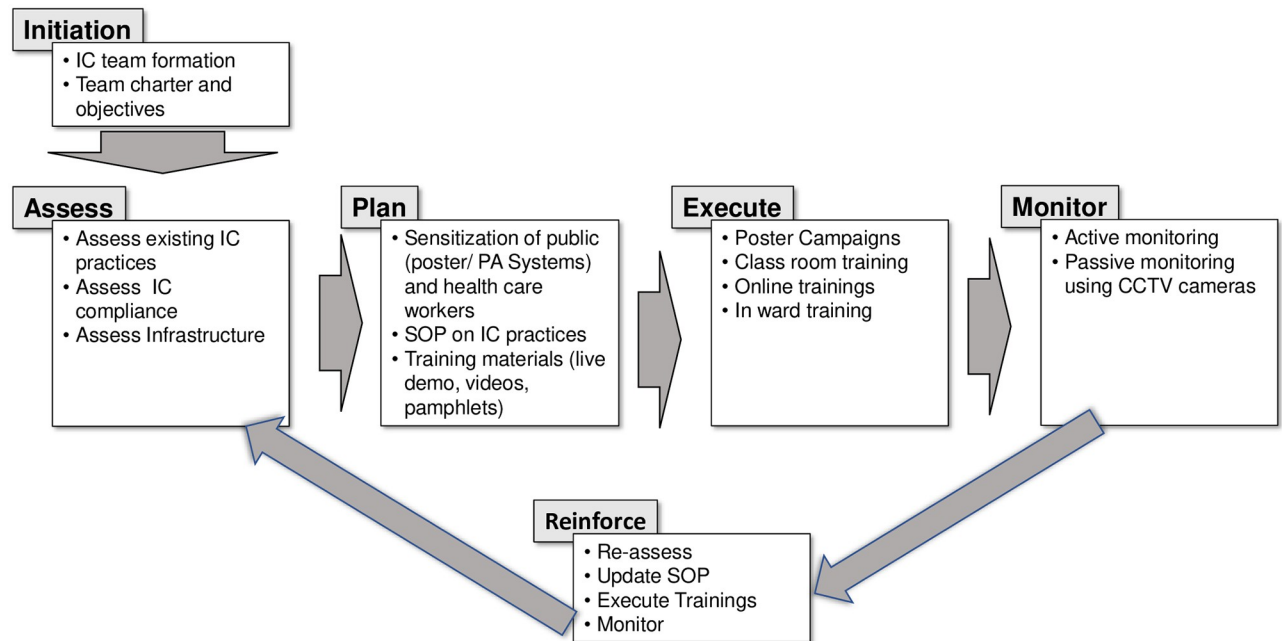 Initiation
• IC team formation
• Team charter and
objectives
Assess
• Assess existing IC
practices
• Assess  IC
compliance
• Assess Infrastructure
Plan
• Sensitization of public
(poster/ PA Systems)
and health care
workers
• SOP on IC practices
• Training materials (live
demo, videos,
pamphlets)
Execute
• Poster Campaigns
• Class room training
• Online trainings
• In ward training
Monitor
• Active monitoring
• Passive monitoring
using CCTV cameras
Reinforce
• Re-assess
• Update SOP
• Execute Trainings
• Monitor